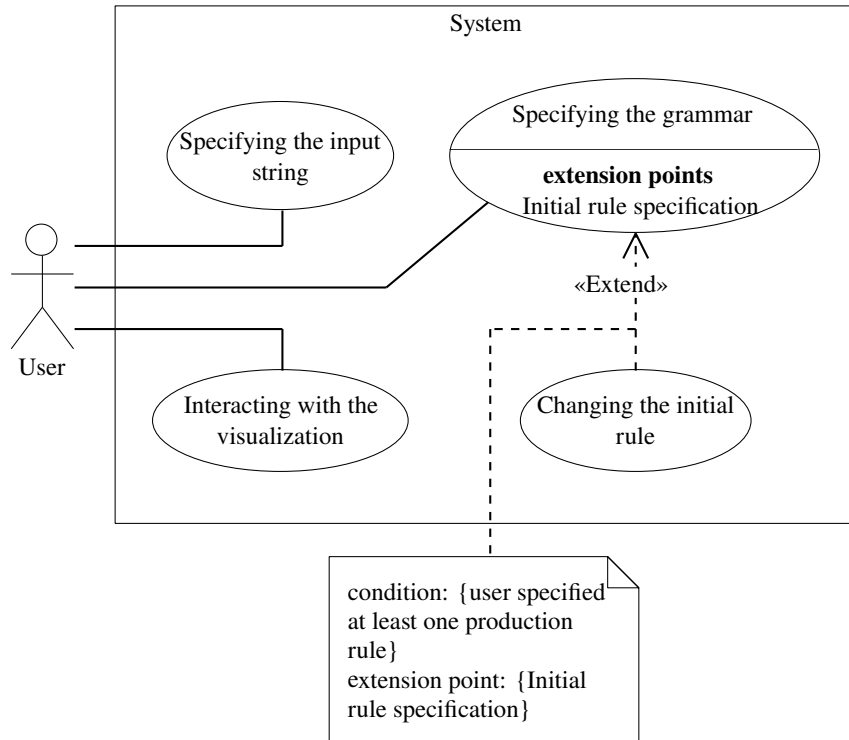 System
Specifying the input
string
Specifying the grammar
extension points
Initial rule specification
«Extend»
User
Interacting with the
visualization
Changing the initial
rule
condition: {user specified
at least one production
rule}
extension point: {Initial
rule specification}